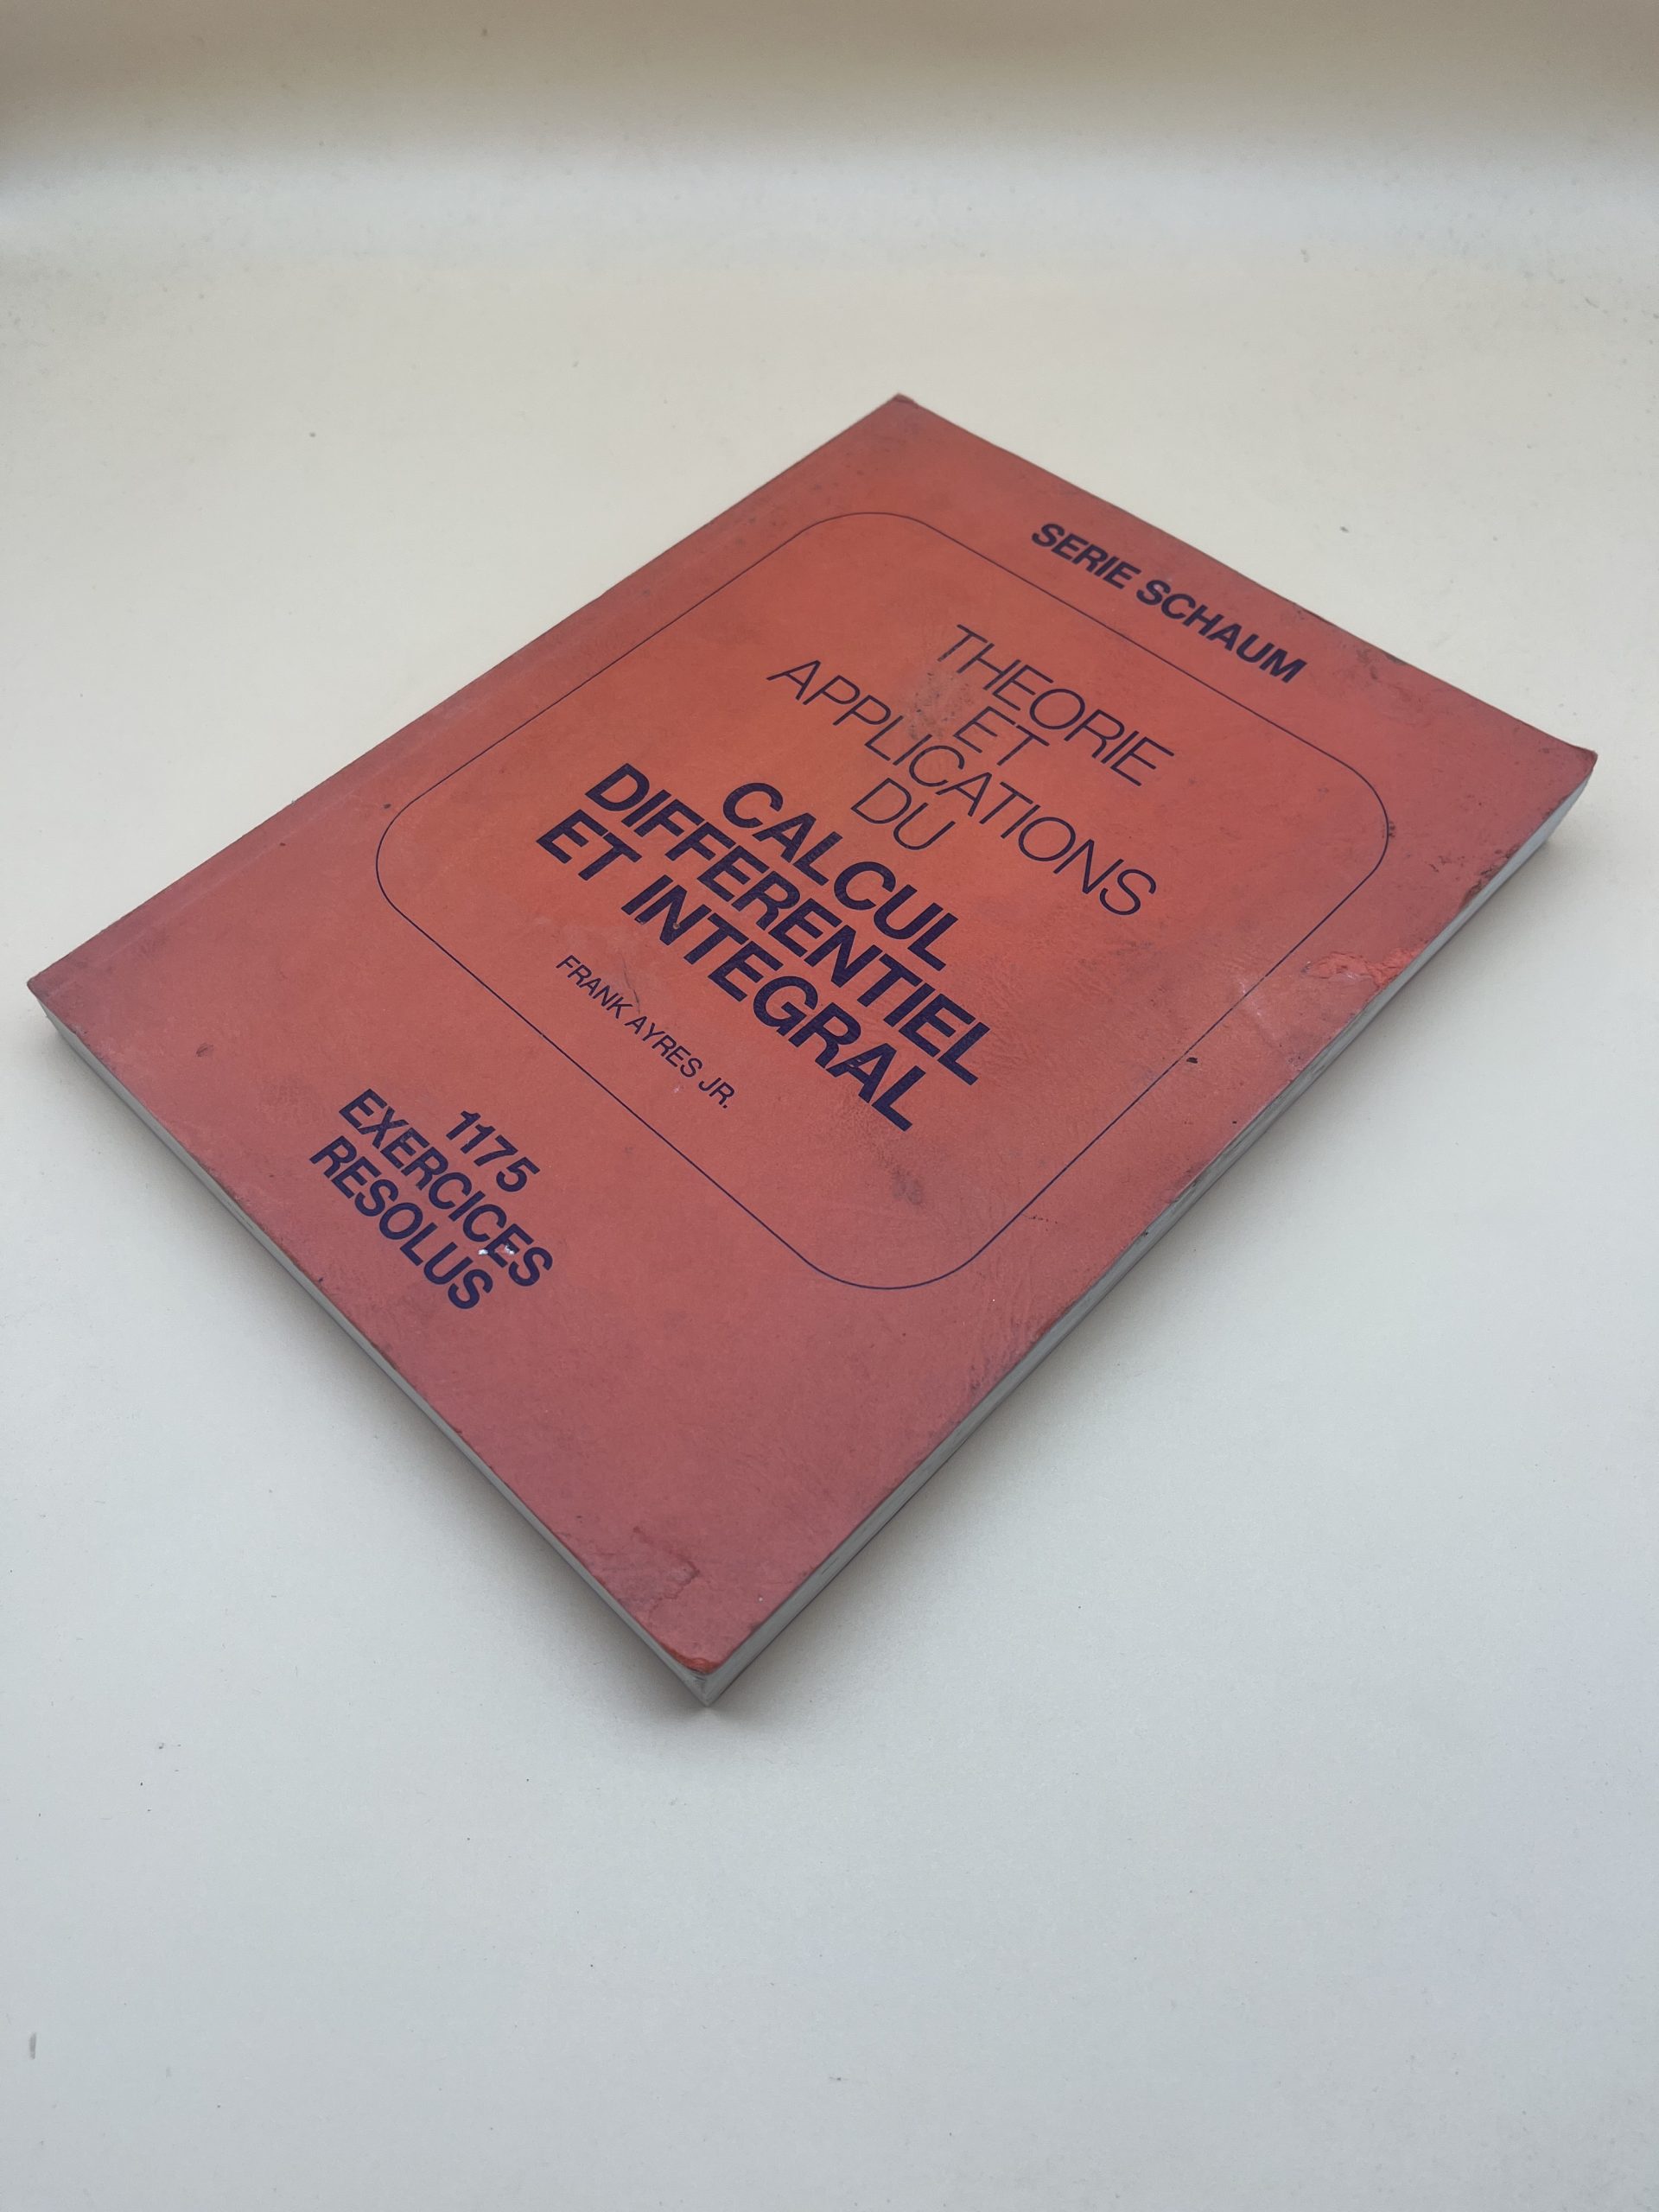 SERIE SCHAUM
THEORIE
ET
APPLICATIONS
DU
CALCUL
DIFFERENTIEL
ET INTEGRAL
FRANK AYRES JR.
1175
EXERCICES
RESOLUS